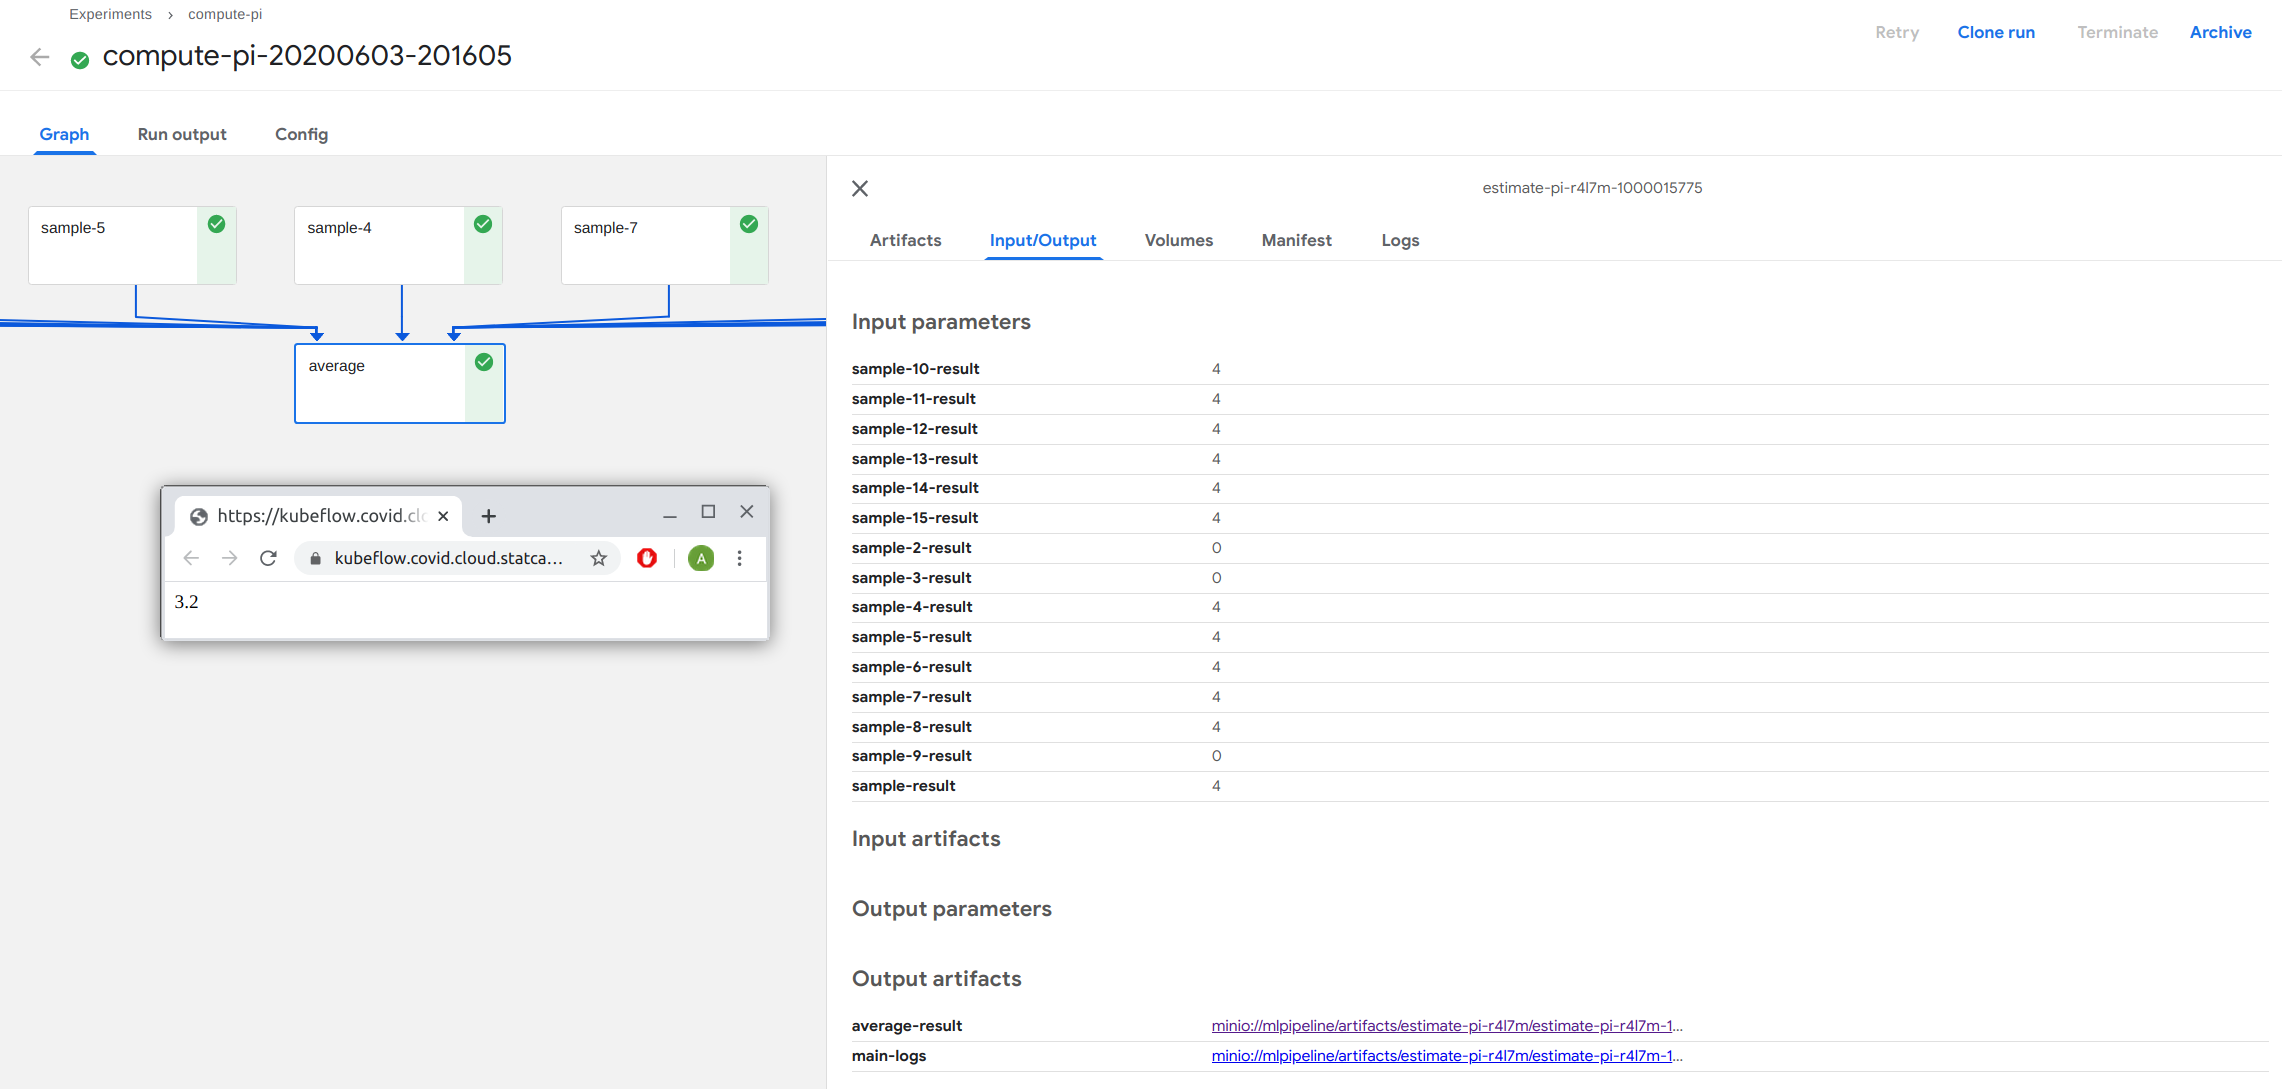 Experiments › compute-pi
compute-pi-20200603-201605
Retry Clone run Terminate Archive
Graph Run output Config
sample-5
sample-4
sample-7
average
https://kubeflow.covid.clo
kubeflow.covid.cloud.statca...
A
3.2
estimate-pi-r4l7m-1000015775
Artifacts Input/Output Volumes Manifest Logs
Input parameters
sample-10-result 4
sample-11-result 4
sample-12-result 4
sample-13-result 4
sample-14-result 4
sample-15-result 4
sample-2-result 0
sample-3-result 0
sample-4-result 4
sample-5-result 4
sample-6-result 4
sample-7-result 4
sample-8-result 4
sample-9-result 0
sample-result 4
Input artifacts
Output parameters
Output artifacts
average-result minio://mlpipeline/artifacts/estimate-pi-r4l7m/estimate-pi-r4l7m-1...
main-logs minio://mlpipeline/artifacts/estimate-pi-r4l7m/estimate-pi-r4l7m-1...